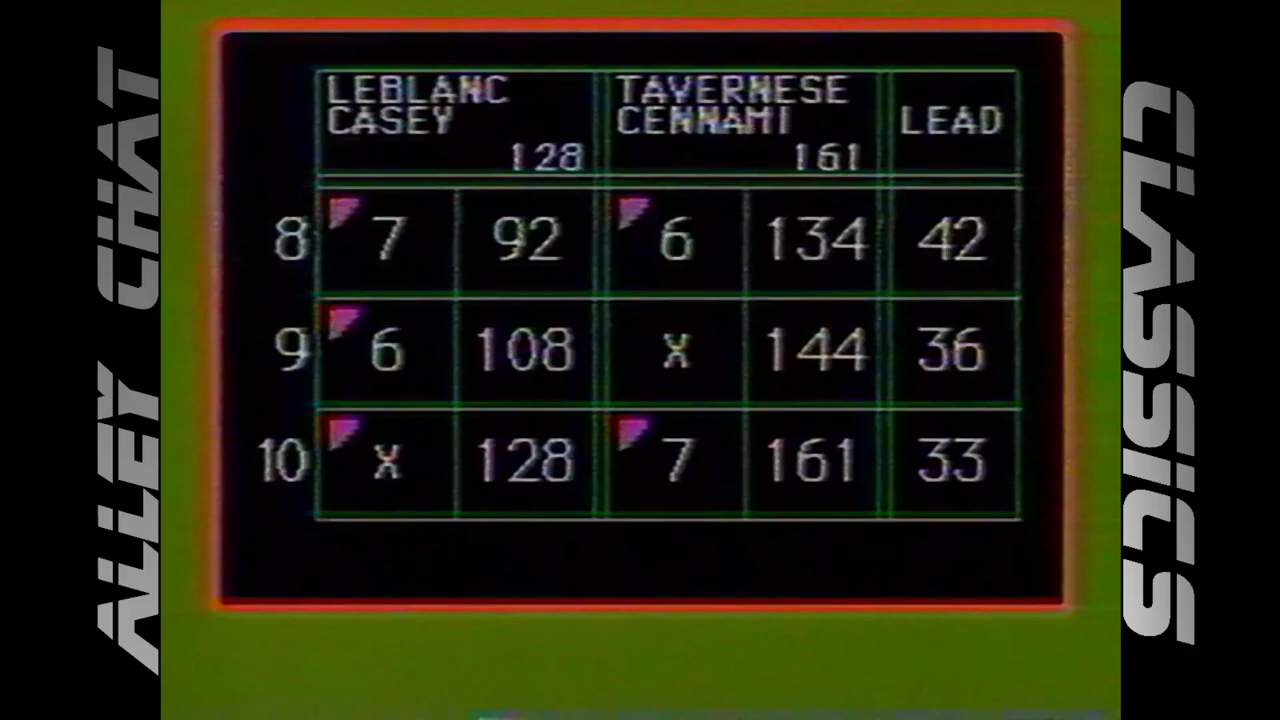 ALLEY CHAT
LEBLANC TAVERNESE
CASEY CENNAMI LEAD
128 161
8 7 92 6 134 42
9 6 108 X 144 36
10 X 128 7 161 33
CLASSICS